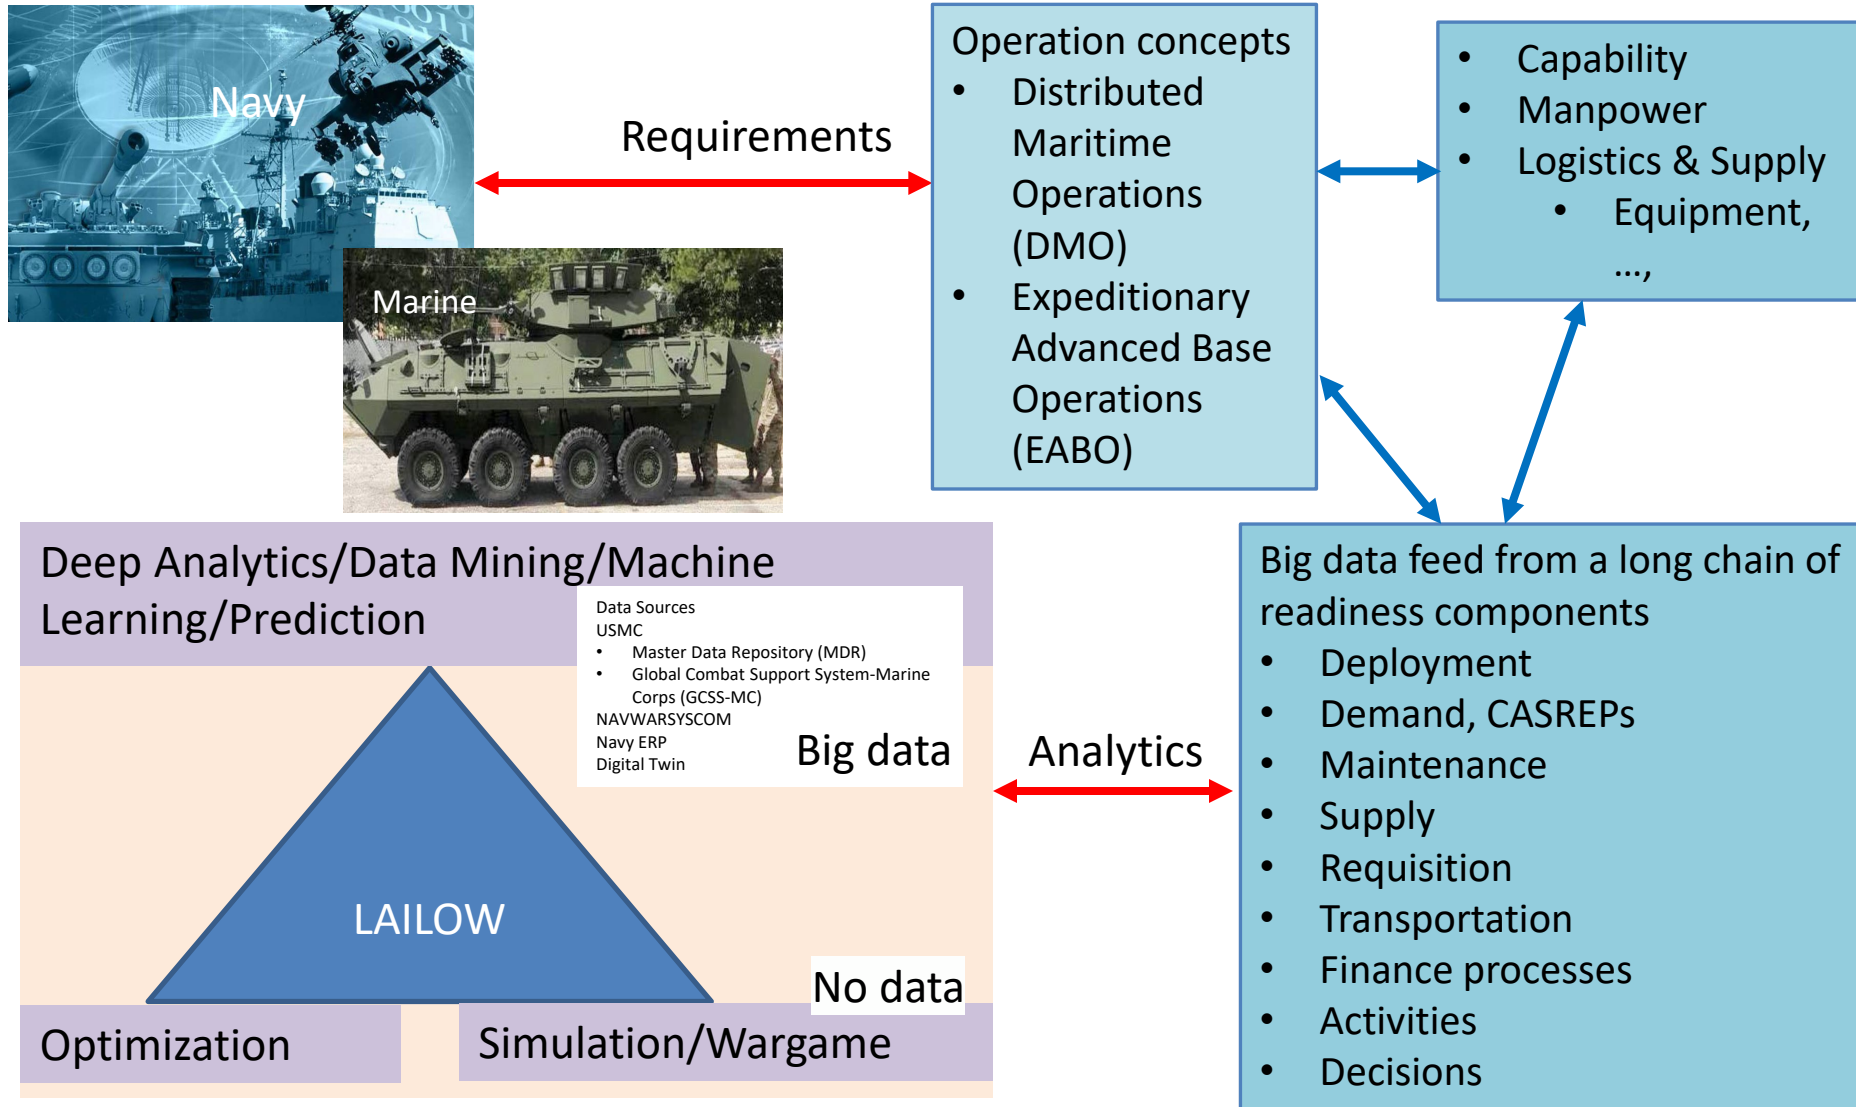 Navy
Marine
Requirements
Operation concepts
• Distributed
Maritime
Operations
(DMO)
• Expeditionary
Advanced Base
Operations
(EABO)
• Capability
• Manpower
• Logistics & Supply
• Equipment,
...,
Deep Analytics/Data Mining/Machine
Learning/Prediction
Data Sources
USMC
• Master Data Repository (MDR)
• Global Combat Support System-Marine
Corps (GCSS-MC)
NAVWARSYSCOM
Navy ERP
Digital Twin
Big data
LAILOW
No data
Optimization
Simulation/Wargame
Analytics
Big data feed from a long chain of
readiness components
• Deployment
• Demand, CASREPs
• Maintenance
• Supply
• Requisition
• Transportation
• Finance processes
• Activities
• Decisions